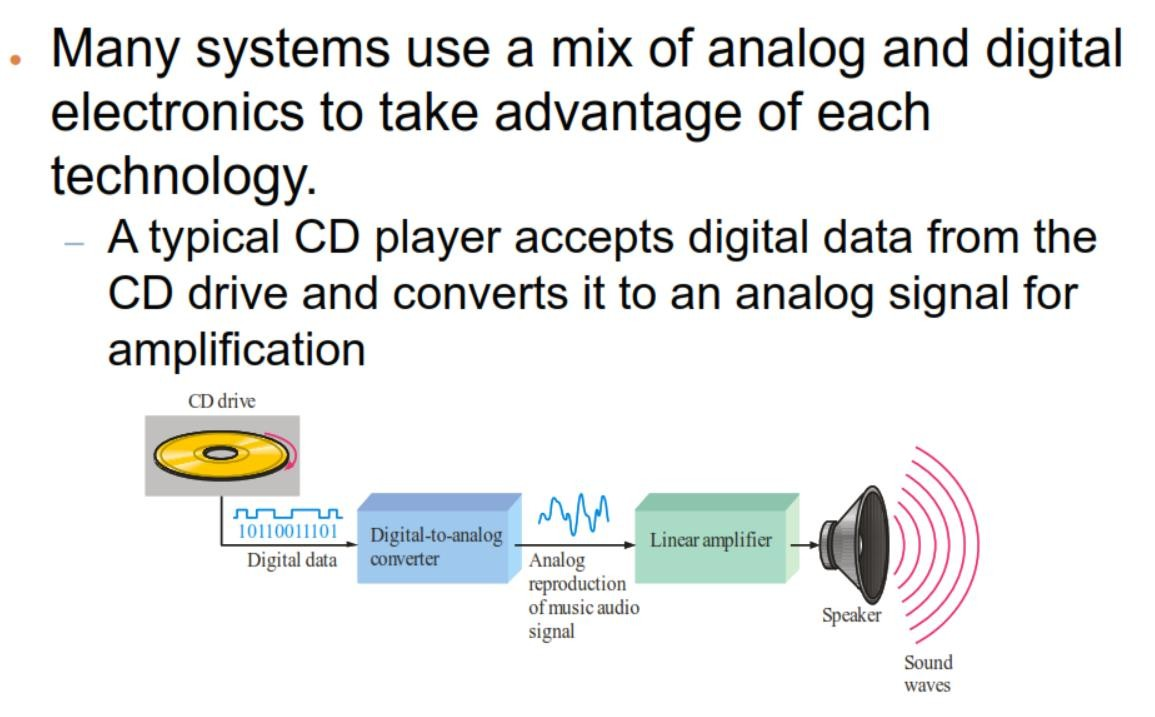 • Many systems use a mix of analog and digital
electronics to take advantage of each
technology.
– A typical CD player accepts digital data from the
CD drive and converts it to an analog signal for
amplification
CD drive
10110011101
Digital data
Digital-to-analog
converter
Analog
reproduction
of music audio
signal
Linear amplifier
Speaker
Sound
waves